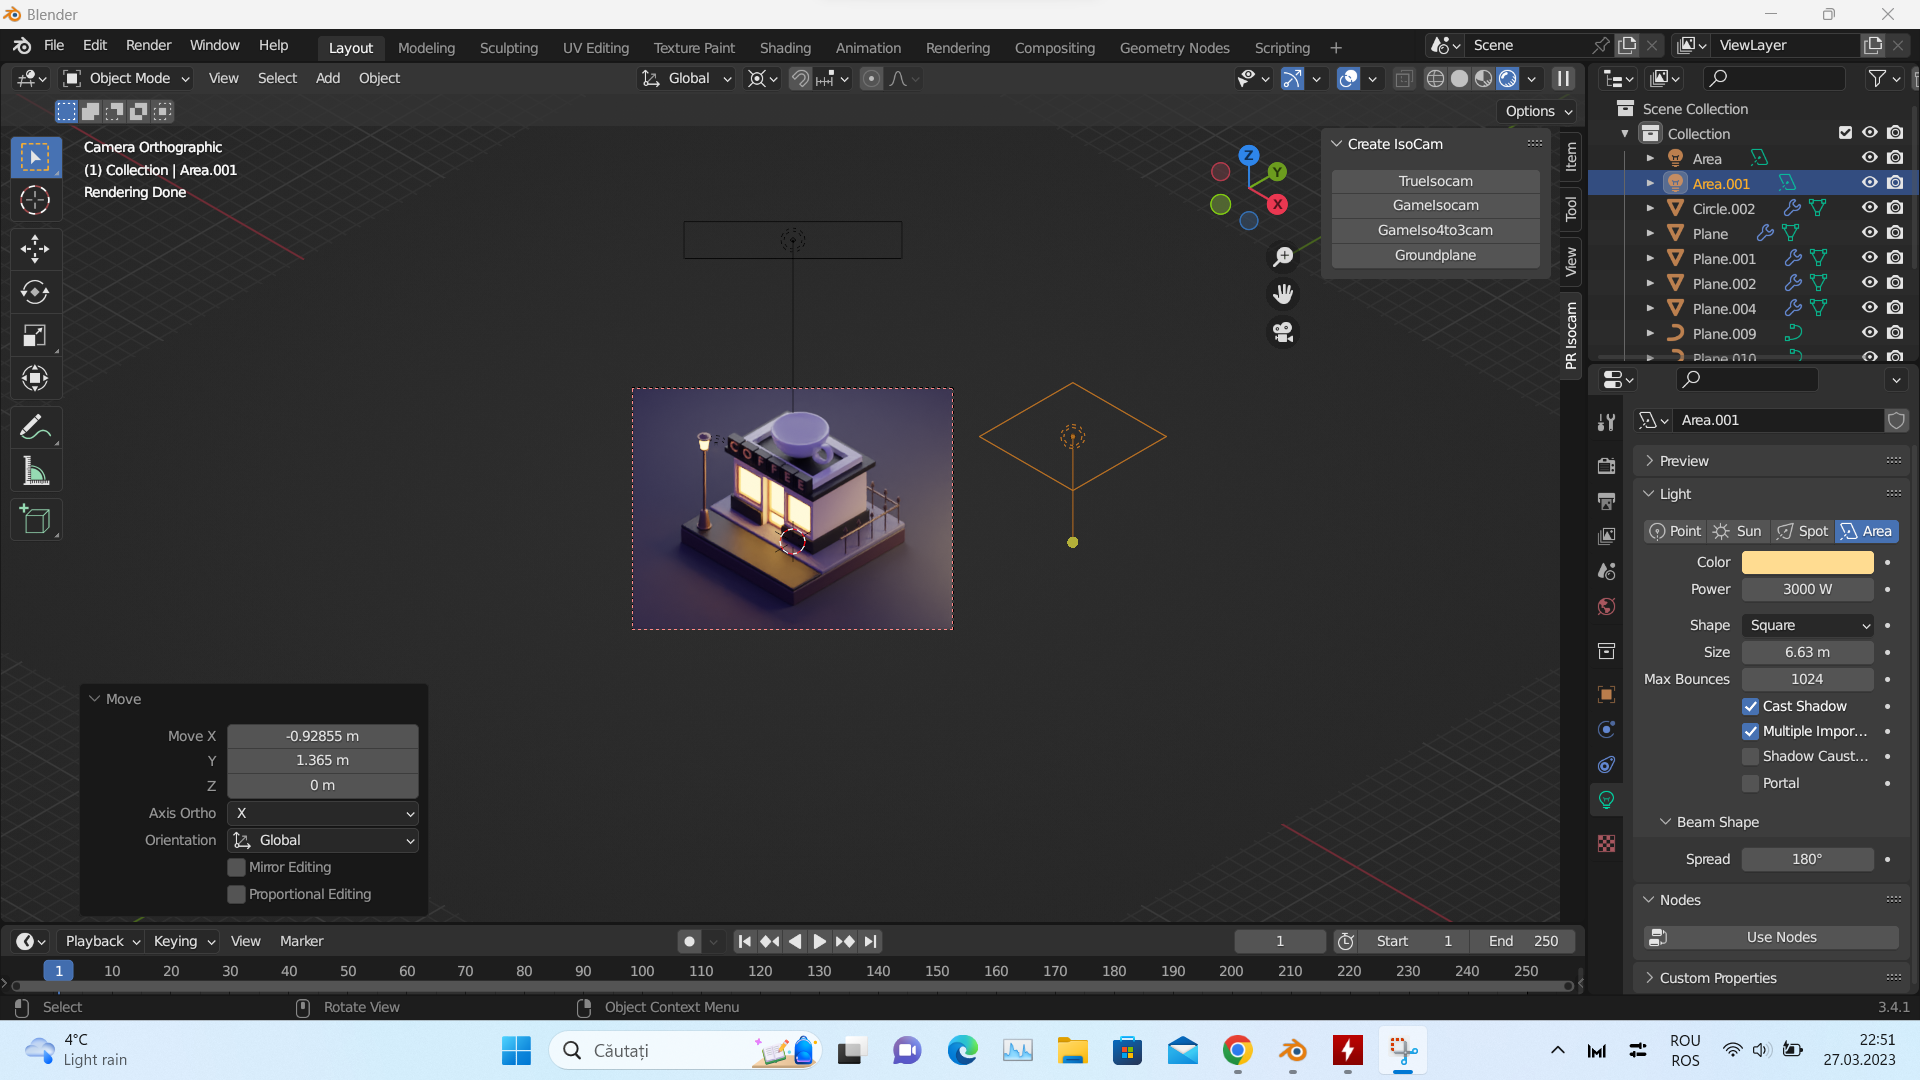 Blender
File Edit Render Window Help
Layout Modeling Sculpting UV Editing Texture Paint Shading Animation Rendering Compositing Geometry Nodes Scripting +
Scene
ViewLayer
Object Mode View Select Add Object
Global
Options
Camera Orthographic
(1) Collection | Area.001
Rendering Done
Z
Y
X
Create IsoCam
TrueIsocam
GameIsocam
GameIso4to3cam
Groundplane
Item
Tool
View
PR Isocam
Scene Collection
Collection
Area
Area.001
Circle.002
Plane
Plane.001
Plane.002
Plane.004
Plane.009
Plane.010
COFFEE
Area.001
Preview
Light
Point Sun Spot Area
Color
Power 3000 W
Shape Square
Size 6.63 m
Max Bounces 1024
Cast Shadow
Multiple Impor...
Shadow Caust...
Portal
Beam Shape
Spread 180°
Nodes
Use Nodes
Custom Properties
Move
Move X -0.92855 m
Y 1.365 m
Z 0 m
Axis Ortho X
Orientation Global
Mirror Editing
Proportional Editing
Playback Keying View Marker
1 Start 1 End 250
1 10 20 30 40 50 60 70 80 90 100 110 120 130 140 150 160 170 180 190 200 210 220 230 240 250
Select Rotate View Object Context Menu
3.4.1
4°C
Light rain
Căutați
ROU
ROS
22:51
27.03.2023